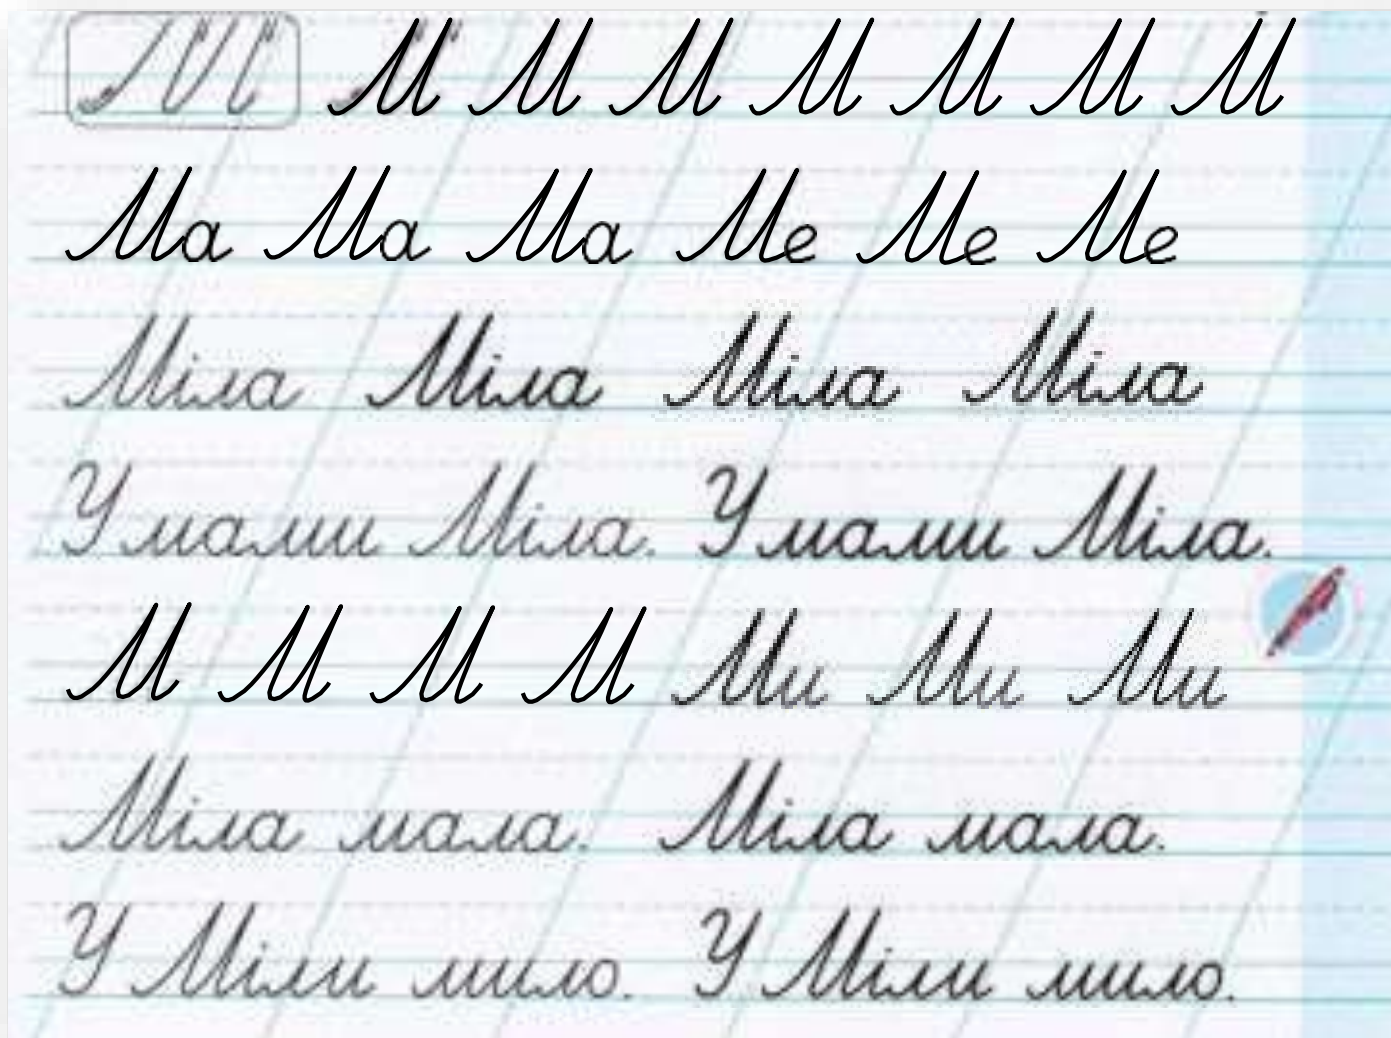 М М М М М М М М
Ма Ма Ма Ме Ме Ме
Міла Міла Міла Міла
У мами Міла. У мами Міла.
М М М М Ми Ми Ми
Міла мала. Міла мала.
У Міли мило. У Міли мило.